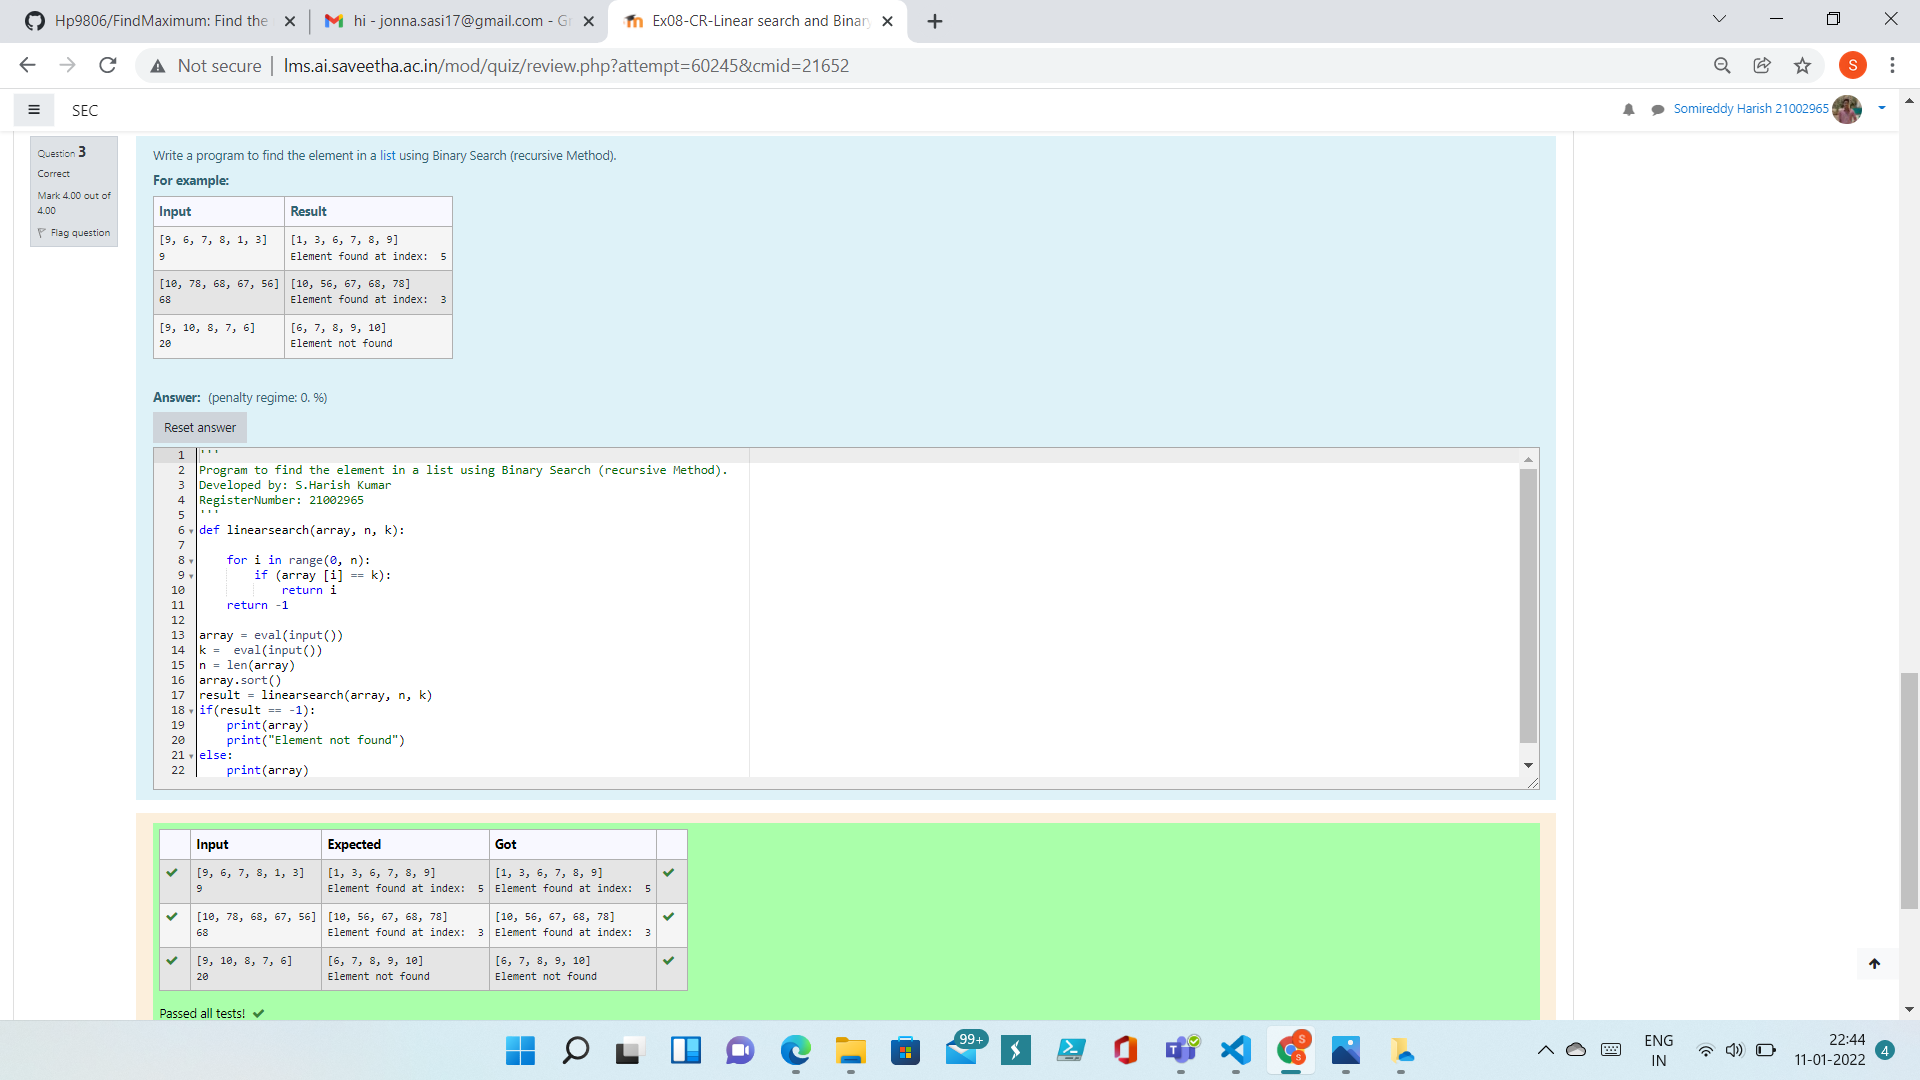 Hp9806/FindMaximum: Find the
hi - jonna.sasi17@gmail.com - G
Ex08-CR-Linear search and Binar
Not secure | lms.ai.saveetha.ac.in/mod/quiz/review.php?attempt=60245&cmid=21652
S
SEC
Somireddy Harish 21002965
Question 3
Correct
Mark 4.00 out of
4.00
Flag question
Write a program to find the element in a list using Binary Search (recursive Method).
For example:
Input Result
[9, 6, 7, 8, 1, 3] [1, 3, 6, 7, 8, 9]
9 Element found at index:  5
[10, 78, 68, 67, 56] [10, 56, 67, 68, 78]
68 Element found at index:  3
[9, 10, 8, 7, 6] [6, 7, 8, 9, 10]
20 Element not found
Answer: (penalty regime: 0. %)
Reset answer
1 '''
2 Program to find the element in a list using Binary Search (recursive Method).
3 Developed by: S.Harish Kumar
4 RegisterNumber: 21002965
5 '''
6 def linearsearch(array, n, k):
7
8     for i in range(0, n):
9         if (array [i] == k):
10             return i
11     return -1
12
13 array = eval(input())
14 k =  eval(input())
15 n = len(array)
16 array.sort()
17 result = linearsearch(array, n, k)
18 if(result == -1):
19     print(array)
20     print("Element not found")
21 else:
22     print(array)
Input Expected Got
[9, 6, 7, 8, 1, 3] [1, 3, 6, 7, 8, 9] [1, 3, 6, 7, 8, 9]
9 Element found at index:  5 Element found at index:  5
[10, 78, 68, 67, 56] [10, 56, 67, 68, 78] [10, 56, 67, 68, 78]
68 Element found at index:  3 Element found at index:  3
[9, 10, 8, 7, 6] [6, 7, 8, 9, 10] [6, 7, 8, 9, 10]
20 Element not found Element not found
Passed all tests!
99+
S
S
ENG
IN
22:44
11-01-2022
4